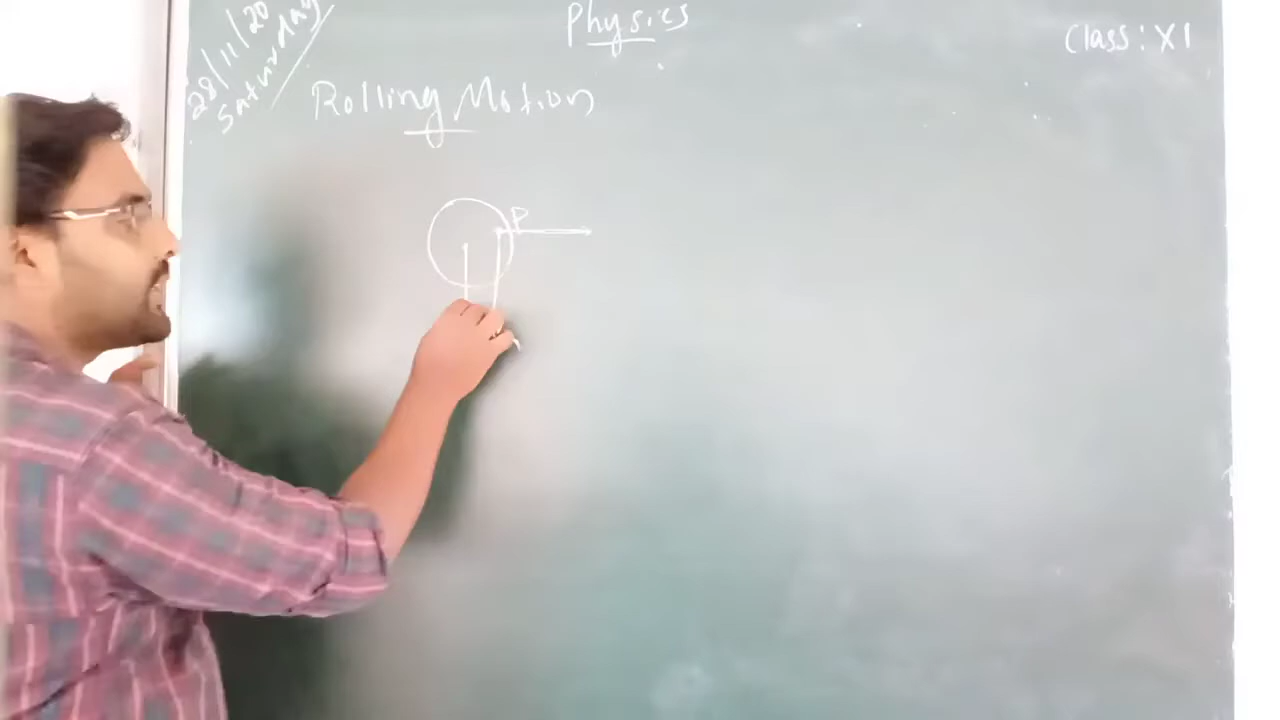 28/11/20
Saturday
Physics
Class: XI
Rolling Motion
P